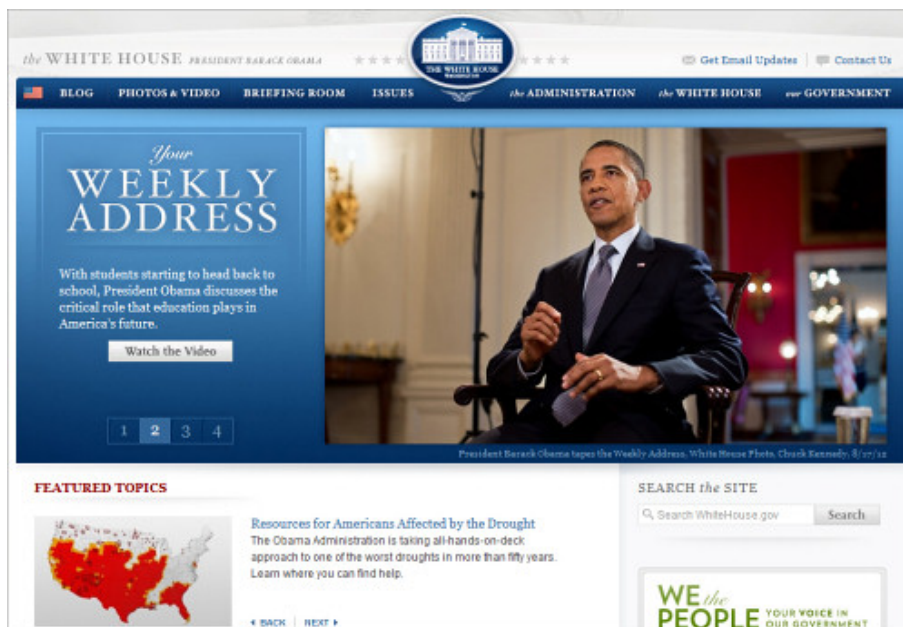 the WHITE HOUSE PRESIDENT BARACK OBAMA
THE WHITE HOUSE
WASHINGTON
Get Email Updates
Contact Us
BLOG
PHOTOS & VIDEO
BRIEFING ROOM
ISSUES
the ADMINISTRATION
the WHITE HOUSE
our GOVERNMENT
Your
WEEKLY
ADDRESS
With students starting to head back to
school, President Obama discusses the
critical role that education plays in
America's future.
Watch the Video
1 2 3 4
President Barack Obama tapes the Weekly Address, White House Photo, Chuck Kennedy, 8/17/12
FEATURED TOPICS
Resources for Americans Affected by the Drought
The Obama Administration is taking all-hands-on-deck
approach to one of the worst droughts in more than fifty years.
Learn where you can find help.
BACK
NEXT
SEARCH the SITE
Search WhiteHouse.gov
Search
WE the
PEOPLE
YOUR VOICE IN
OUR GOVERNMENT